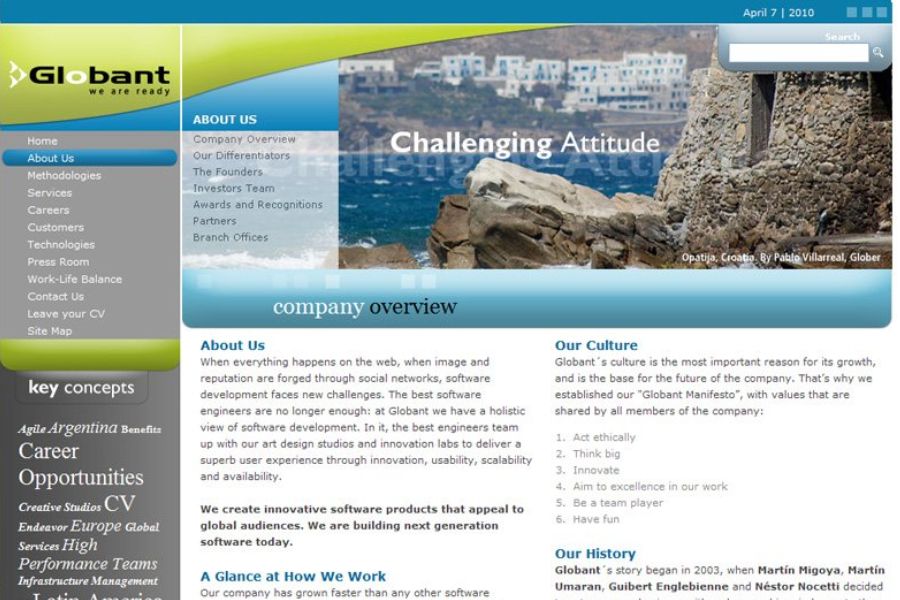 April 7 | 2010
Search
Globant
we are ready
Home
About Us
Methodologies
Services
Careers
Customers
Technologies
Press Room
Work-Life Balance
Contact Us
Leave your CV
Site Map
ABOUT US
Company Overview
Our Differentiators
The Founders
Investors Team
Awards and Recognitions
Partners
Branch Offices
Challenging Attitude
Challenging Attit
Opatija, Croatia. By Pablo Villarreal, Glober
company overview
key concepts
Agile Argentina Benefits
Career
Opportunities
Creative Studios CV
Endeavor Europe Global
Services High
Performance Teams
Infrastructure Management
Latin America
About Us
When everything happens on the web, when image and
reputation are forged through social networks, software
development faces new challenges. The best software
engineers are no longer enough: at Globant we have a holistic
view of software development. In it, the best engineers team
up with our art design studios and innovation labs to deliver a
superb user experience through innovation, usability, scalability
and availability.
We create innovative software products that appeal to
global audiences. We are building next generation
software today.
A Glance at How We Work
Our company has grown faster than any other software
Our Culture
Globant´s culture is the most important reason for its growth,
and is the base for the future of the company. That's why we
established our "Globant Manifesto", with values that are
shared by all members of the company:
1. Act ethically
2. Think big
3. Innovate
4. Aim to excellence in our work
5. Be a team player
6. Have fun
Our History
Globant´s story began in 2003, when Martín Migoya, Martín
Umaran, Guibert Englebienne and Néstor Nocetti decided